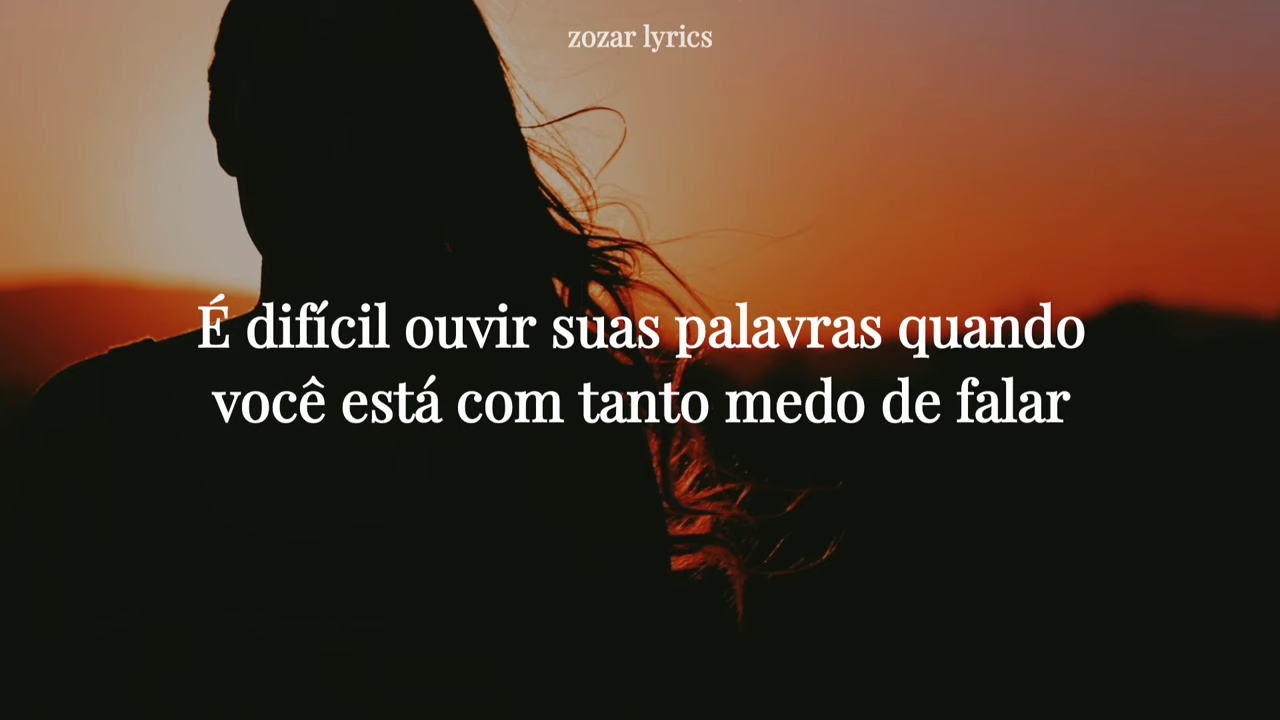 zozar lyrics
É difícil ouvir suas palavras quando
você está com tanto medo de falar